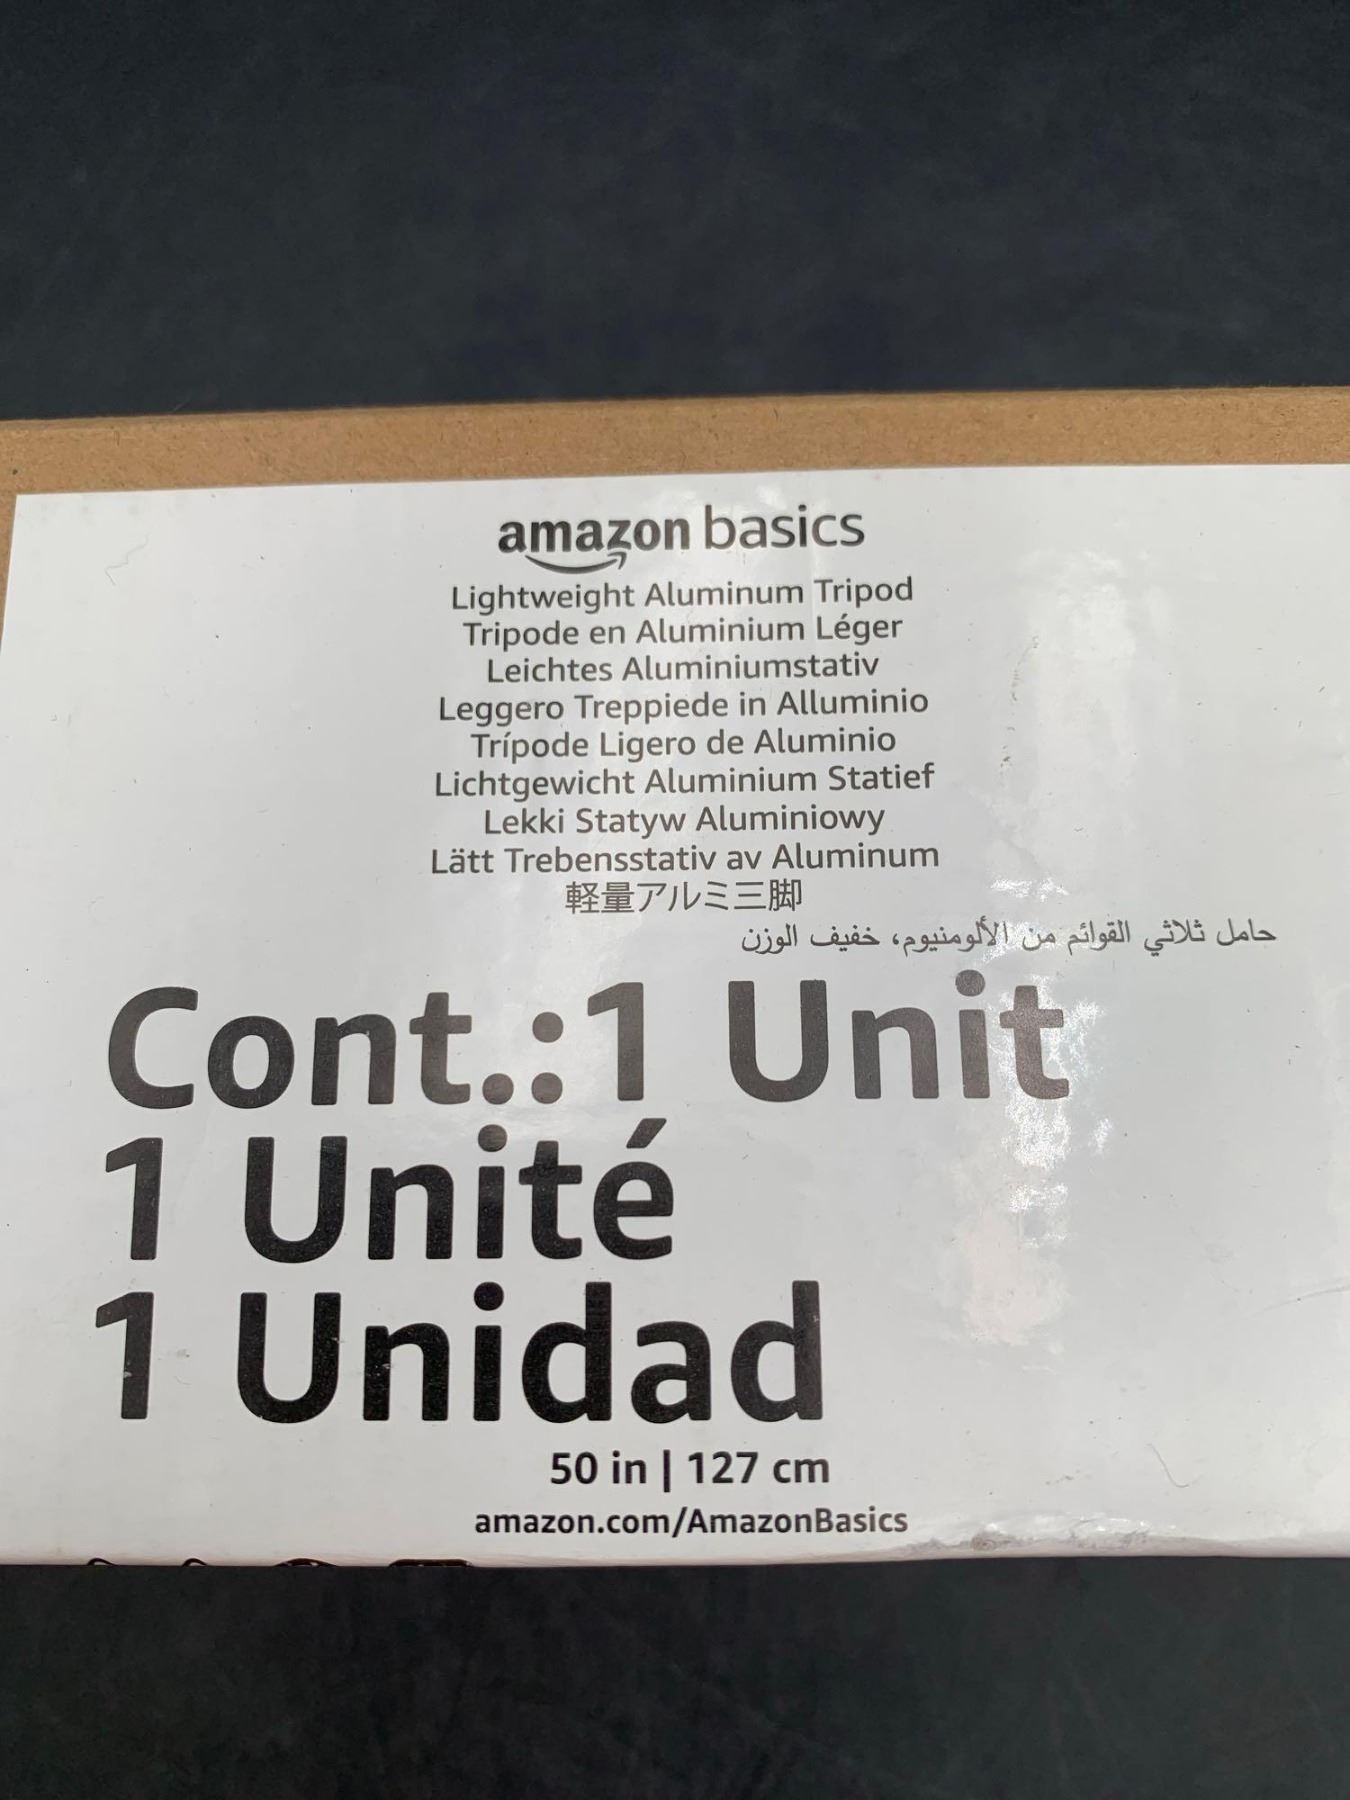 amazon basics
Lightweight Aluminum Tripod
Tripode en Aluminium Léger
Leichtes Aluminiumstativ
Leggero Treppiede in Alluminio
Trípode Ligero de Aluminio
Lichtgewicht Aluminium Statief
Lekki Statyw Aluminiowy
Lätt Trebensstativ av Aluminum
軽量アルミ三脚
حامل ثلاثي القوائم من الألومنيوم، خفيف الوزن
Cont.:1 Unit
1 Unité
1 Unidad
50 in | 127 cm
amazon.com/AmazonBasics